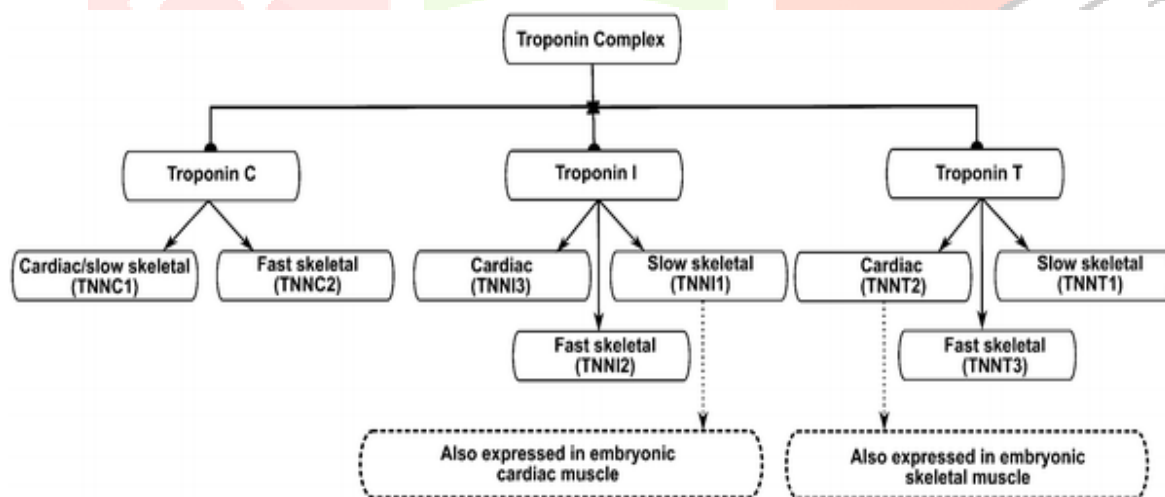 Troponin Complex
Troponin C
Troponin I
Troponin T
Cardiac/slow skeletal
(TNNC1)
Fast skeletal
(TNNC2)
Cardiac
(TNNI3)
Slow skeletal
(TNNI1)
Cardiac
(TNNT2)
Slow skeletal
(TNNT1)
Fast skeletal
(TNNI2)
Fast skeletal
(TNNT3)
Also expressed in embryonic
cardiac muscle
Also expressed in embryonic
skeletal muscle